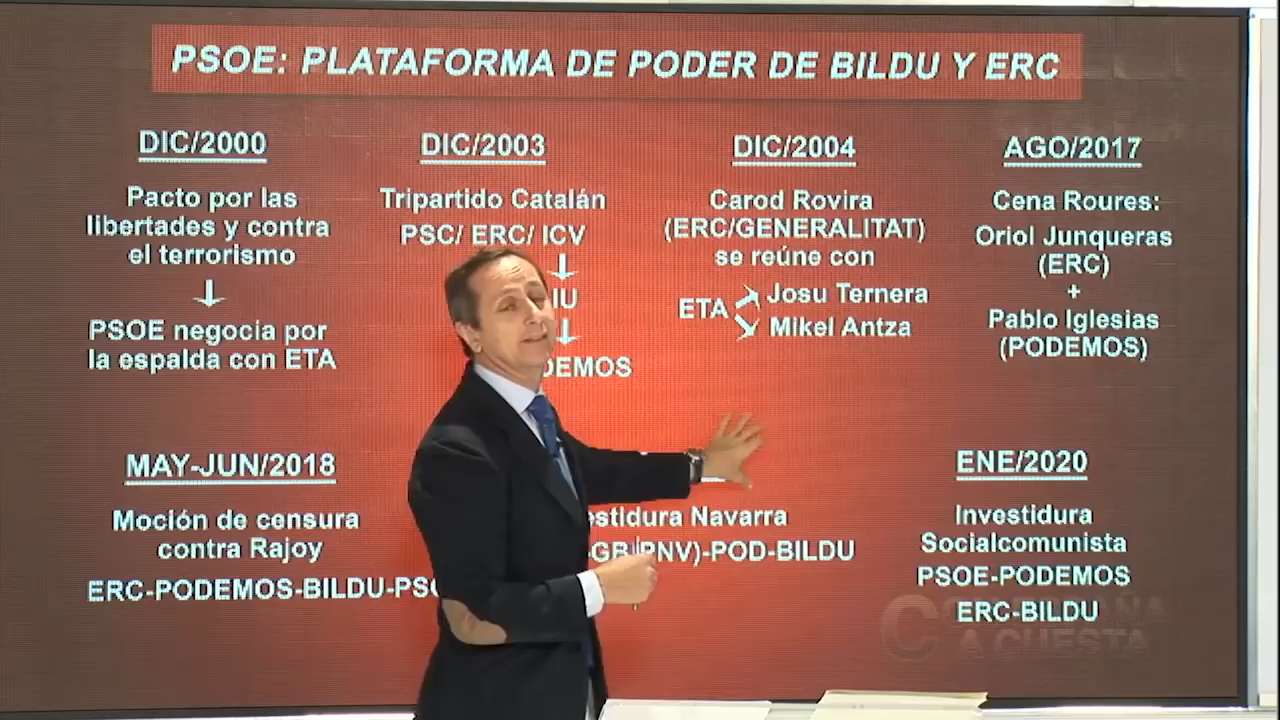 PSOE: PLATAFORMA DE PODER DE BILDU Y ERC
DIC/2000
Pacto por las
libertades y contra
el terrorismo
PSOE negocia por
la espalda con ETA
DIC/2003
Tripartido Catalán
PSC/ ERC/ ICV
IU
DIC/2004
Carod Rovira
(ERC/GENERALITAT)
se reúne con
ETA
Josu Ternera
Mikel Antza
AGO/2017
Cena Roures:
Oriol Junqueras
(ERC)
+
Pablo Iglesias
(PODEMOS)
MAY-JUN/2018
Moción de censura
contra Rajoy
ERC-PODEMOS-BILDU-
Navarra
PNV)-POD-BILDU
ENE/2020
Investidura
Socialcomunista
PSOE-PODEMOS
ERC-BILDU
A CUESTA